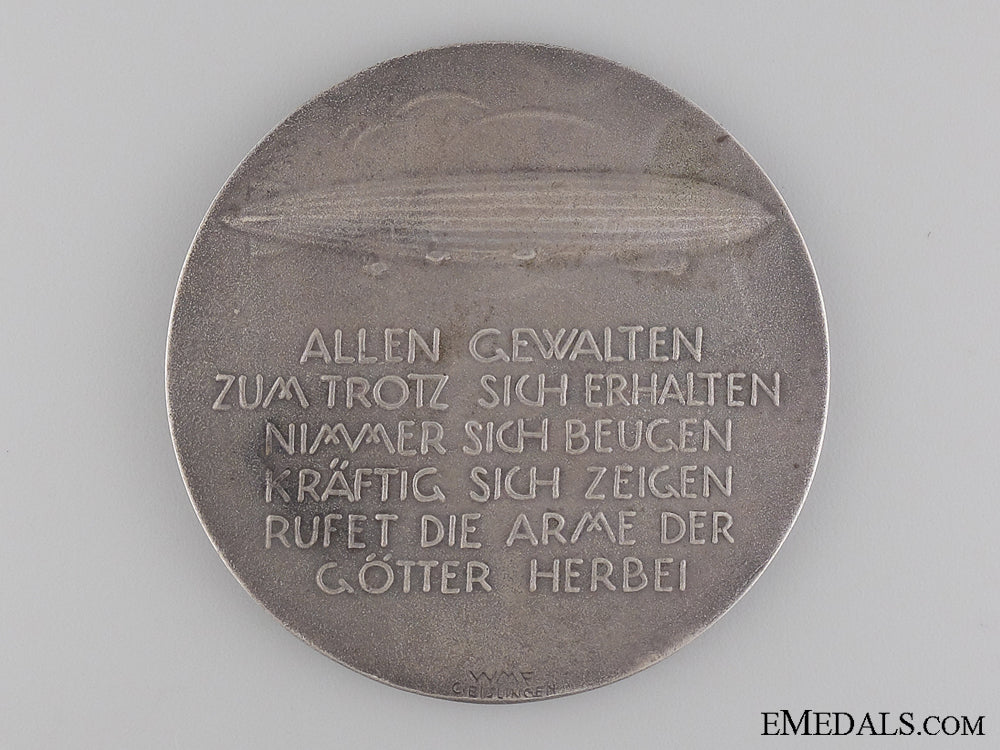 ALLEN GEWALTEN
ZUM TROTZ SICH ERHALTEN
NIMMER SICH BEUGEN
KRÄFTIG SICH ZEIGEN
RUFET DIE ARME DER
GÖTTER HERBEI
WMF
GEISLINGEN
EMEDALS.COM